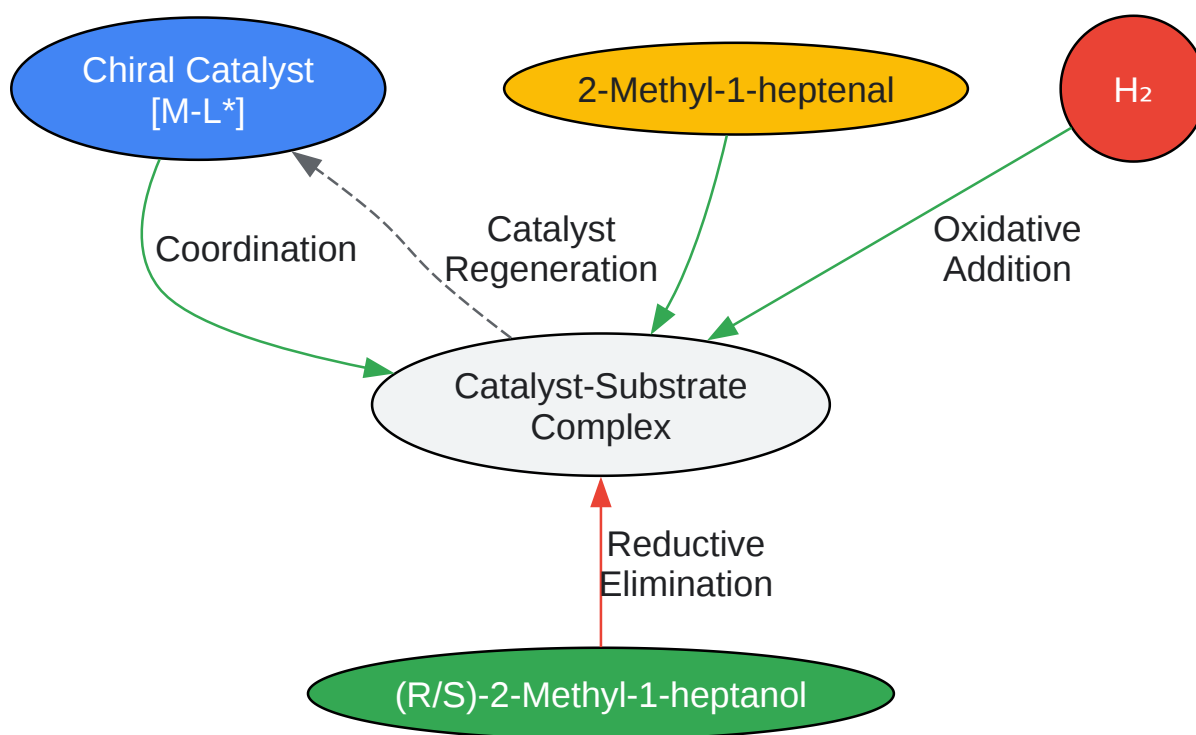 Chiral Catalyst
[M-L*]
2-Methyl-1-heptenal
H₂
Coordination
Catalyst
Regeneration
Oxidative
Addition
Catalyst-Substrate
Complex
Reductive
Elimination
(R/S)-2-Methyl-1-heptanol